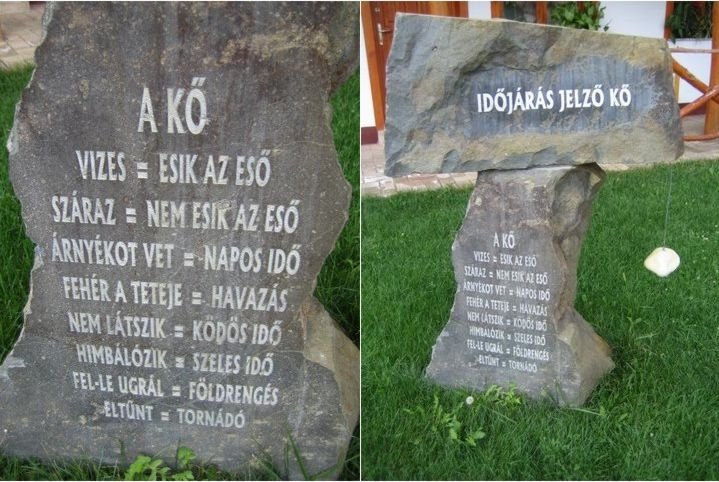 A KŐ
VIZES = ESIK AZ ESŐ
SZÁRAZ = NEM ESIK AZ ESŐ
ÁRNYÉKOT VET = NAPOS IDŐ
FEHÉR A TETEJE = HAVAZÁS
NEM LÁTSZIK = KÖDÖS IDŐ
HIMBÁLÓZIK = SZELES IDŐ
FEL-LE UGRÁL = FÖLDRENGÉS
ELTŰNT = TORNÁDÓ
IDŐJÁRÁS JELZŐ KŐ
A KŐ
VIZES = ESIK AZ ESŐ
SZÁRAZ = NEM ESIK AZ ESŐ
ÁRNYÉKOT VET = NAPOS IDŐ
FEHÉR A TETEJE = HAVAZÁS
NEM LÁTSZIK = KÖDÖS IDŐ
HIMBÁLÓZIK = SZELES IDŐ
FEL-LE UGRÁL = FÖLDRENGÉS
ELTŰNT = TORNÁDÓ